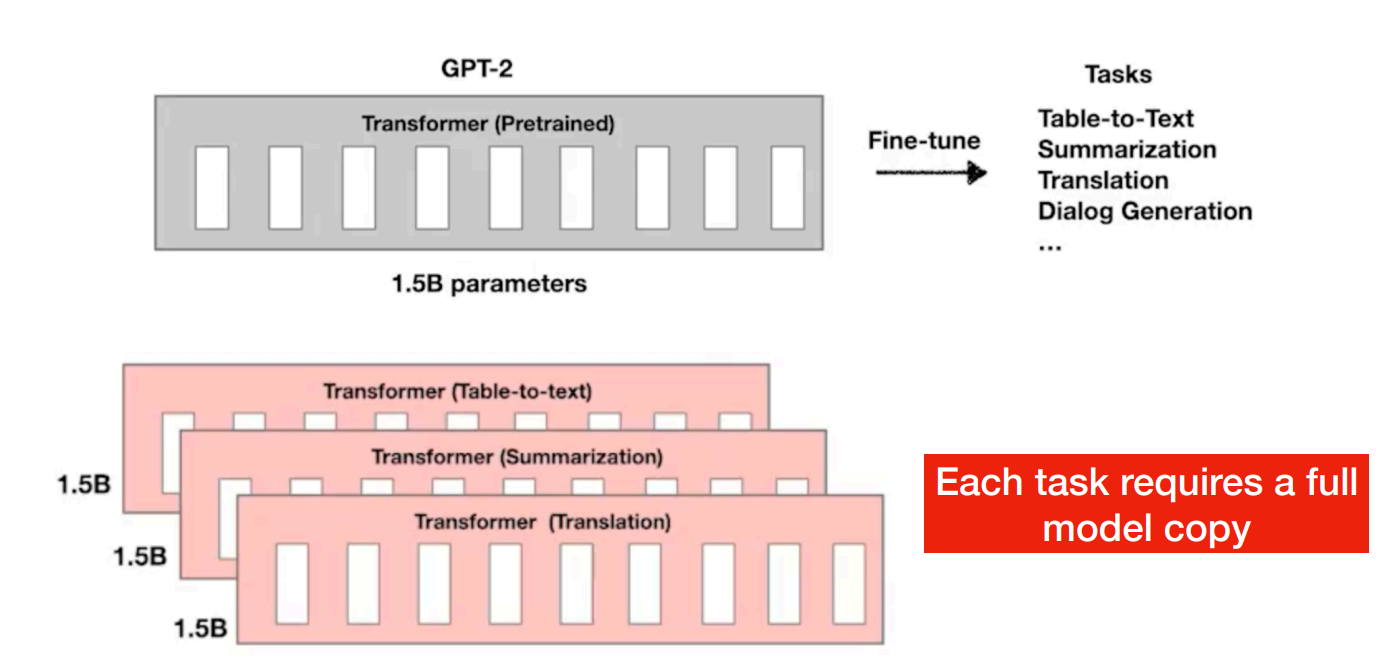 GPT-2
Transformer (Pretrained)
1.5B parameters
Fine-tune
Tasks
Table-to-Text
Summarization
Translation
Dialog Generation
...
Transformer (Table-to-text)
1.5B
Transformer (Summarization)
1.5B
Transformer (Translation)
1.5B
Each task requires a full
model copy